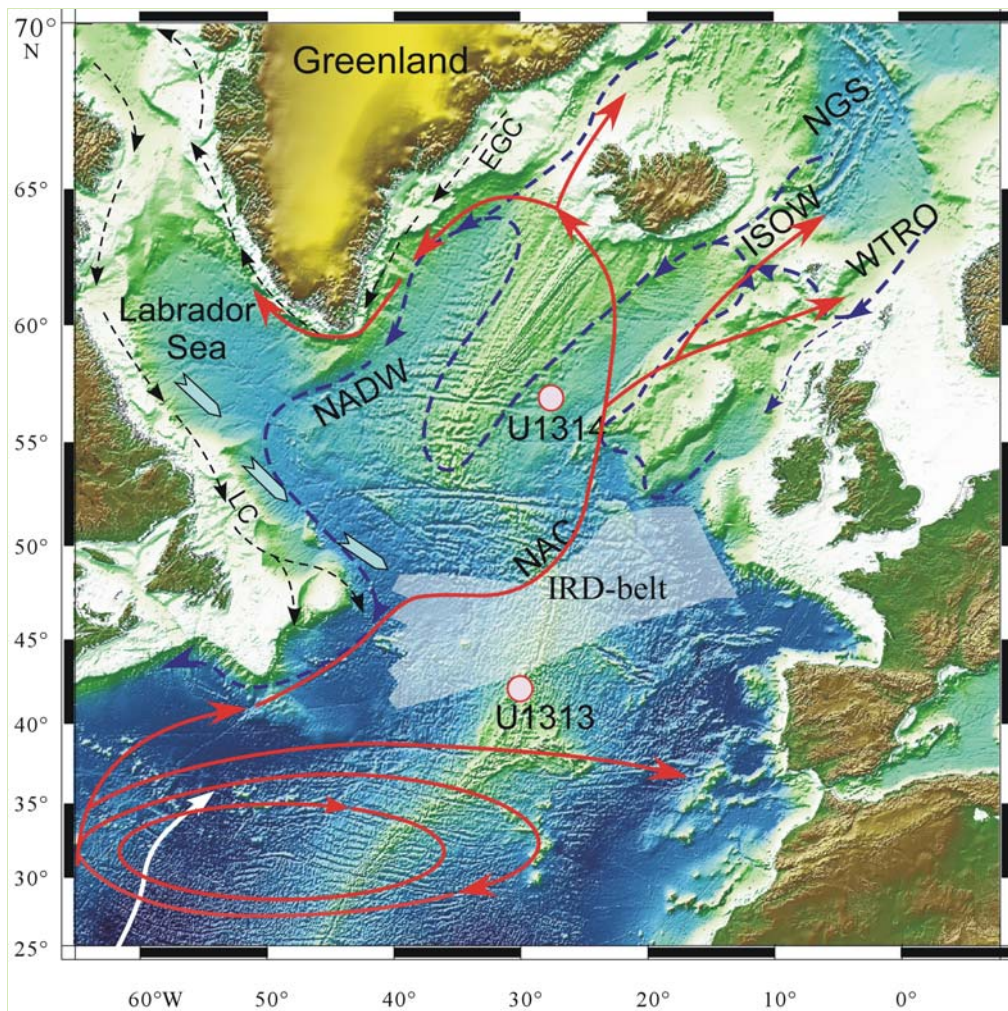 70°
N
Greenland
NGS
EGC
65°
ISOW
WTRO
Labrador
Sea
60°
NADW
U1314
55°
LC
50°
NAC
IRD-belt
45°
U1313
40°
35°
30°
25°
60°W 50° 40° 30° 20° 10° 0°